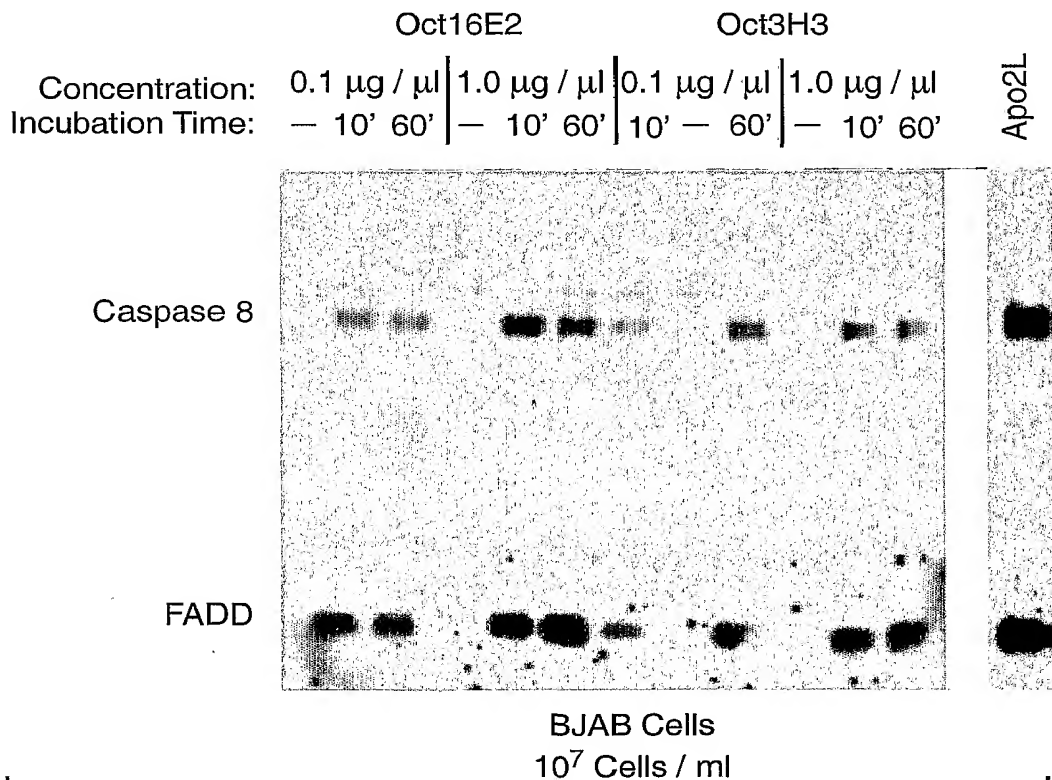 Oct16E2 Oct3H3
Concentration: 0.1 μg / μl 1.0 μg / μl 0.1 μg / μl 1.0 μg / μl
Incubation Time: — 10' 60' — 10' 60' 10' — 60' — 10' 60'
Apo2L
Caspase 8
FADD
BJAB Cells
10⁷ Cells / ml